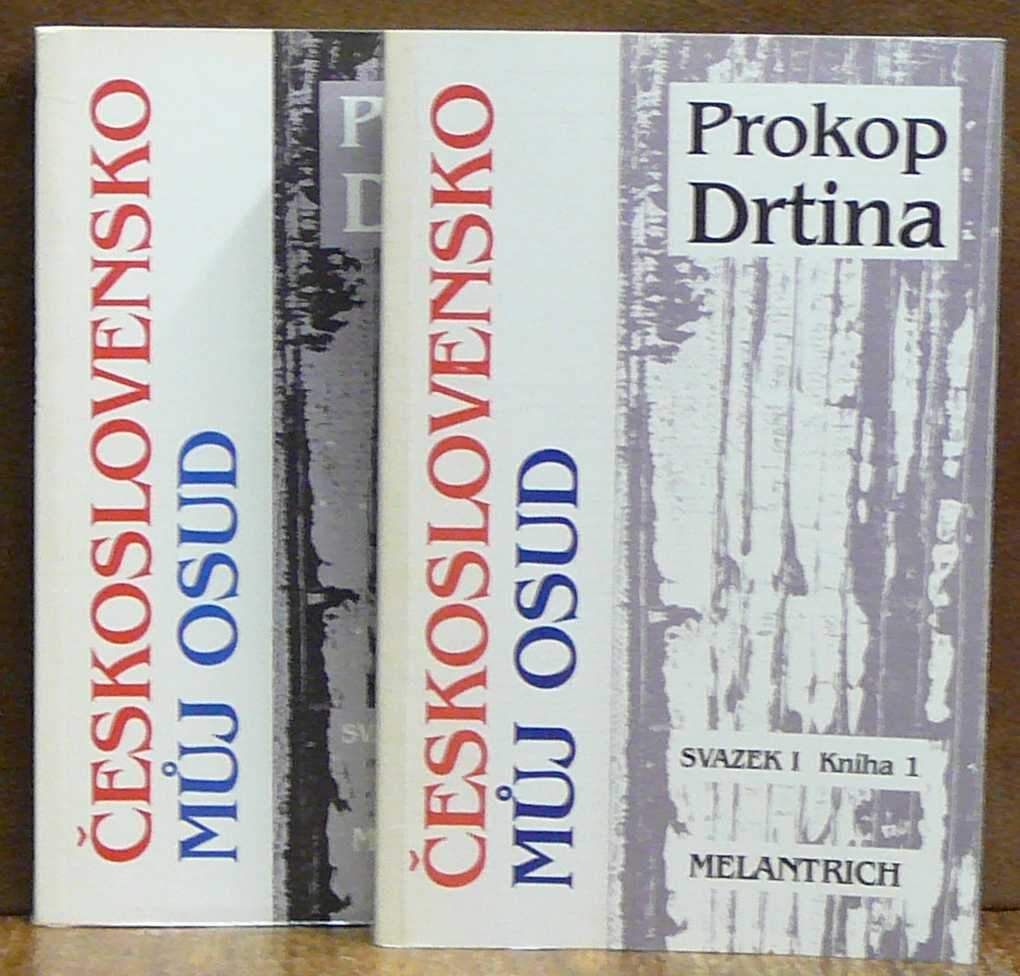 ČESKOSLOVENSKO
MŮJ OSUD
ČESKOSLOVENSKO
MŮJ OSUD
Prokop
Drtina
SVAZEK I Kniha 1
MELANTRICH